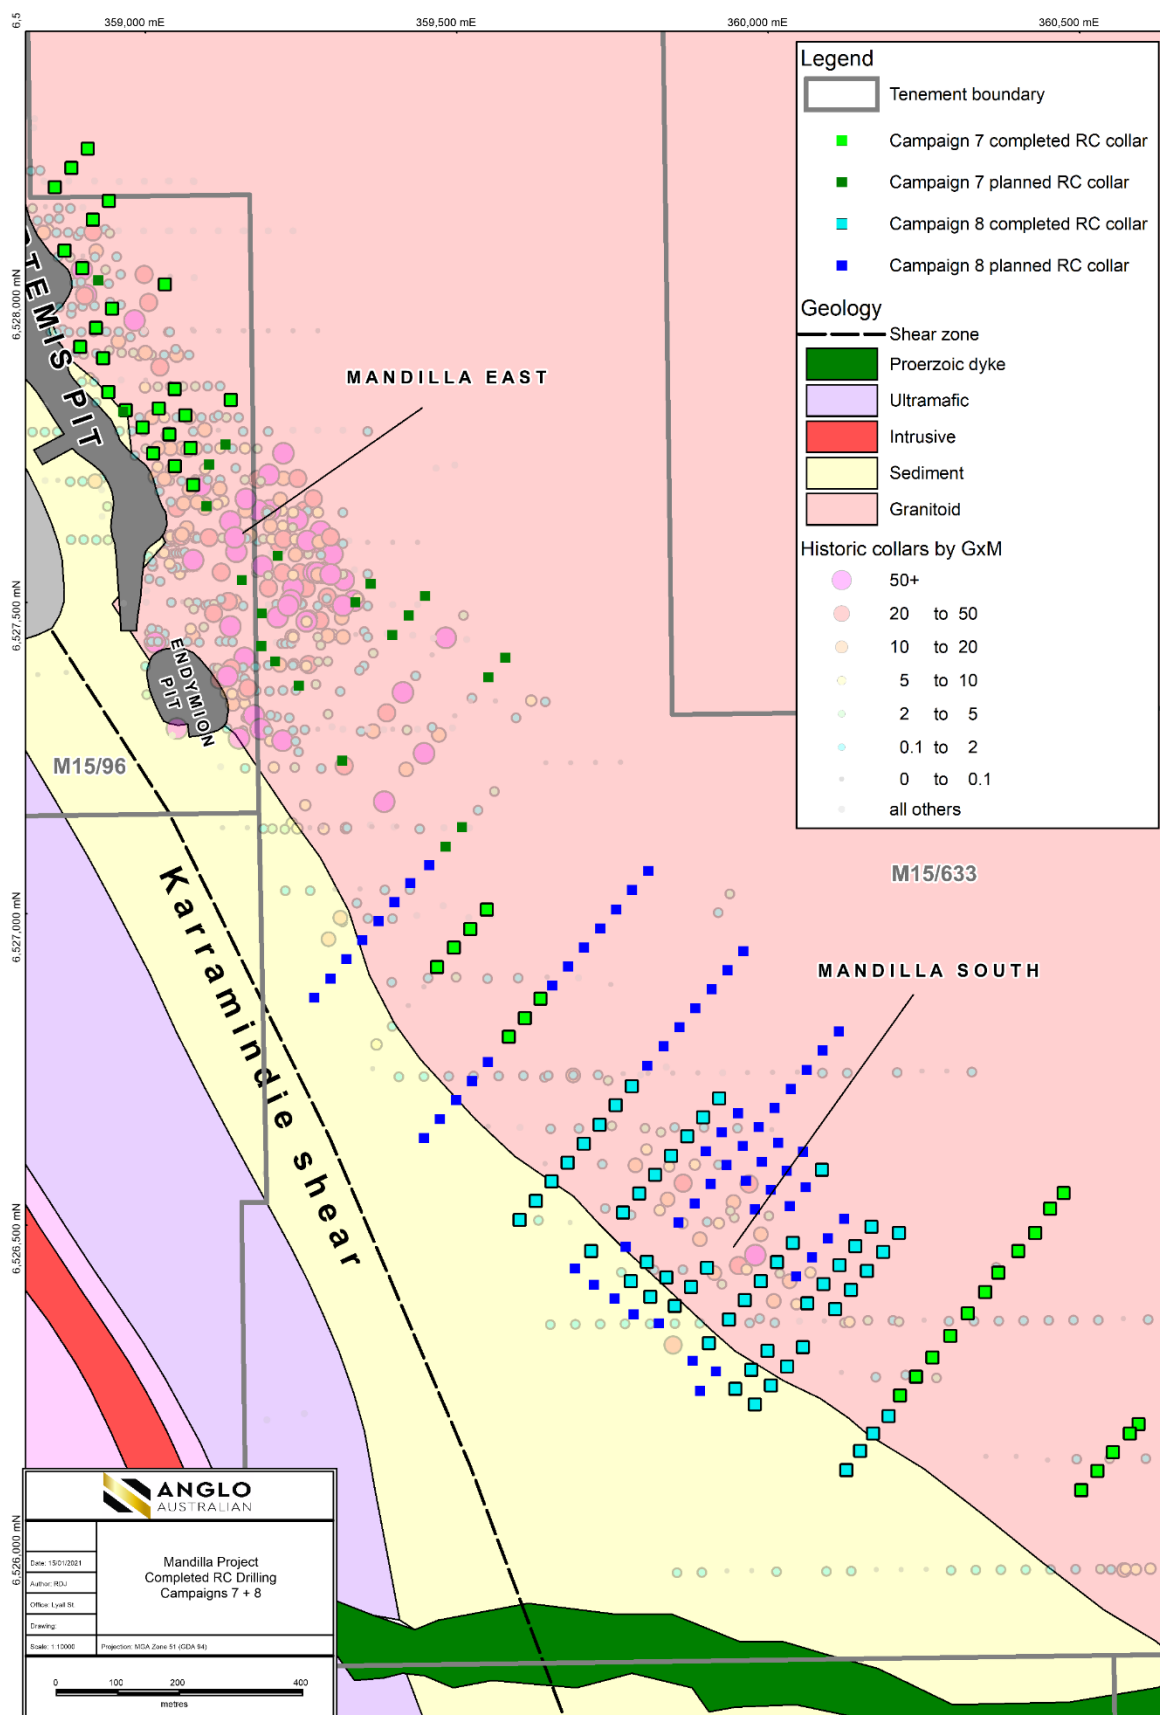 6.5
359,000 mE
359,500 mE
360,000 mE
360,500 mE
Legend
Tenement boundary
Campaign 7 completed RC collar
Campaign 7 planned RC collar
Campaign 8 completed RC collar
Campaign 8 planned RC collar
Geology
Shear zone
Proerzoic dyke
Ultramafic
Intrusive
Sediment
Granitoid
Historic collars by GxM
50+
20 to 50
10 to 20
5 to 10
2 to 5
0.1 to 2
0 to 0.1
all others
6,528,000 mN
TEMIS PIT
MANDILLA EAST
6,527,500 mN
ENDYMION
PIT
M15/96
M15/633
6,527,000 mN
Karramindie shear
MANDILLA SOUTH
6,526,500 mN
6,526,000 mN
ANGLO
AUSTRALIAN
Date: 15/01/2021
Author: RDJ
Office: Lyall St.
Drawing:
Scale: 1:10000
Mandilla Project
Completed RC Drilling
Campaigns 7 + 8
Projection: MGA Zone 51 (GDA 94)
0 100 200 400
metres